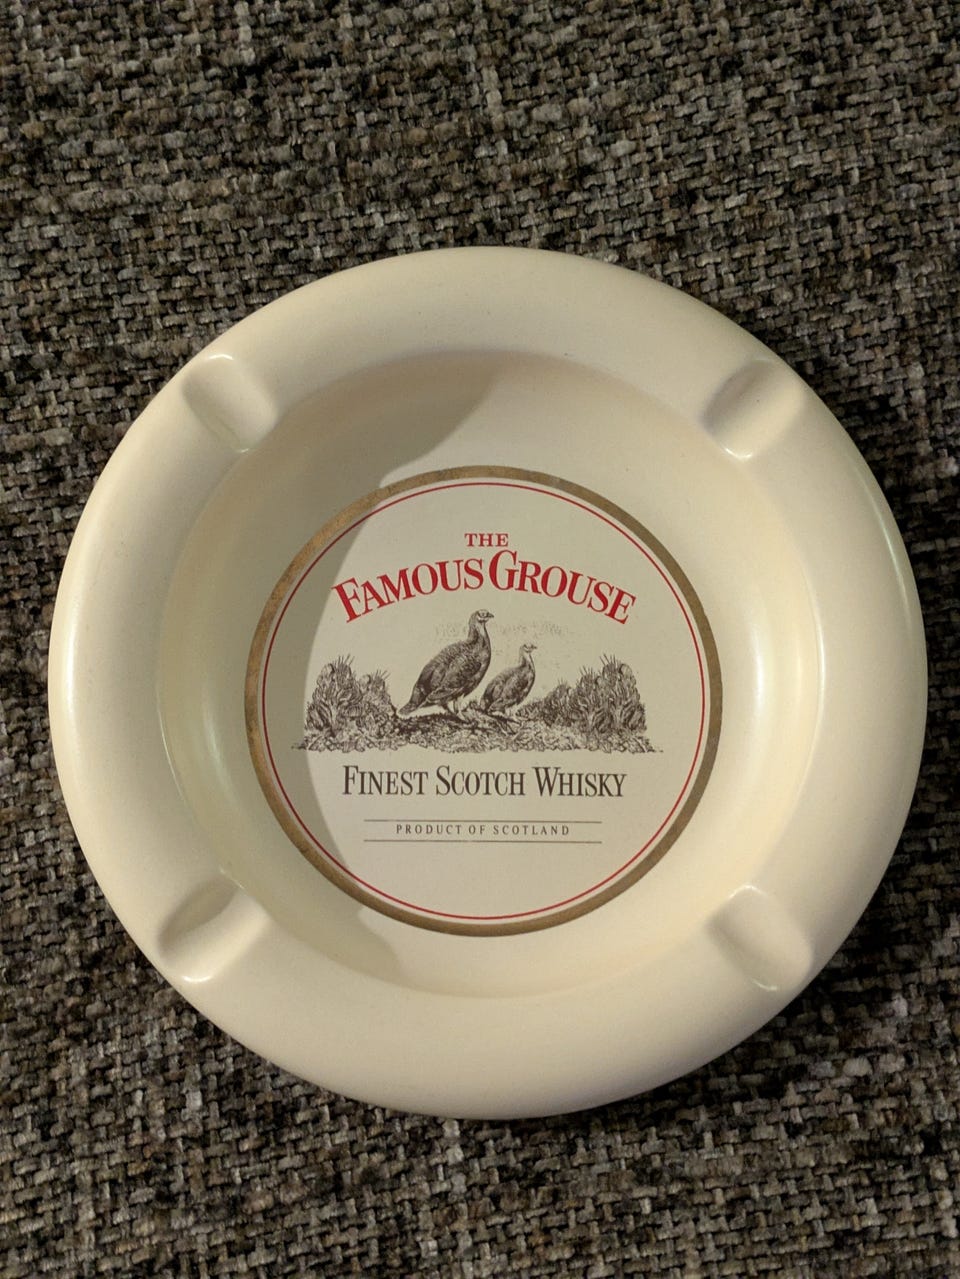 THE
FAMOUS GROUSE
FINEST SCOTCH WHISKY
PRODUCT OF SCOTLAND